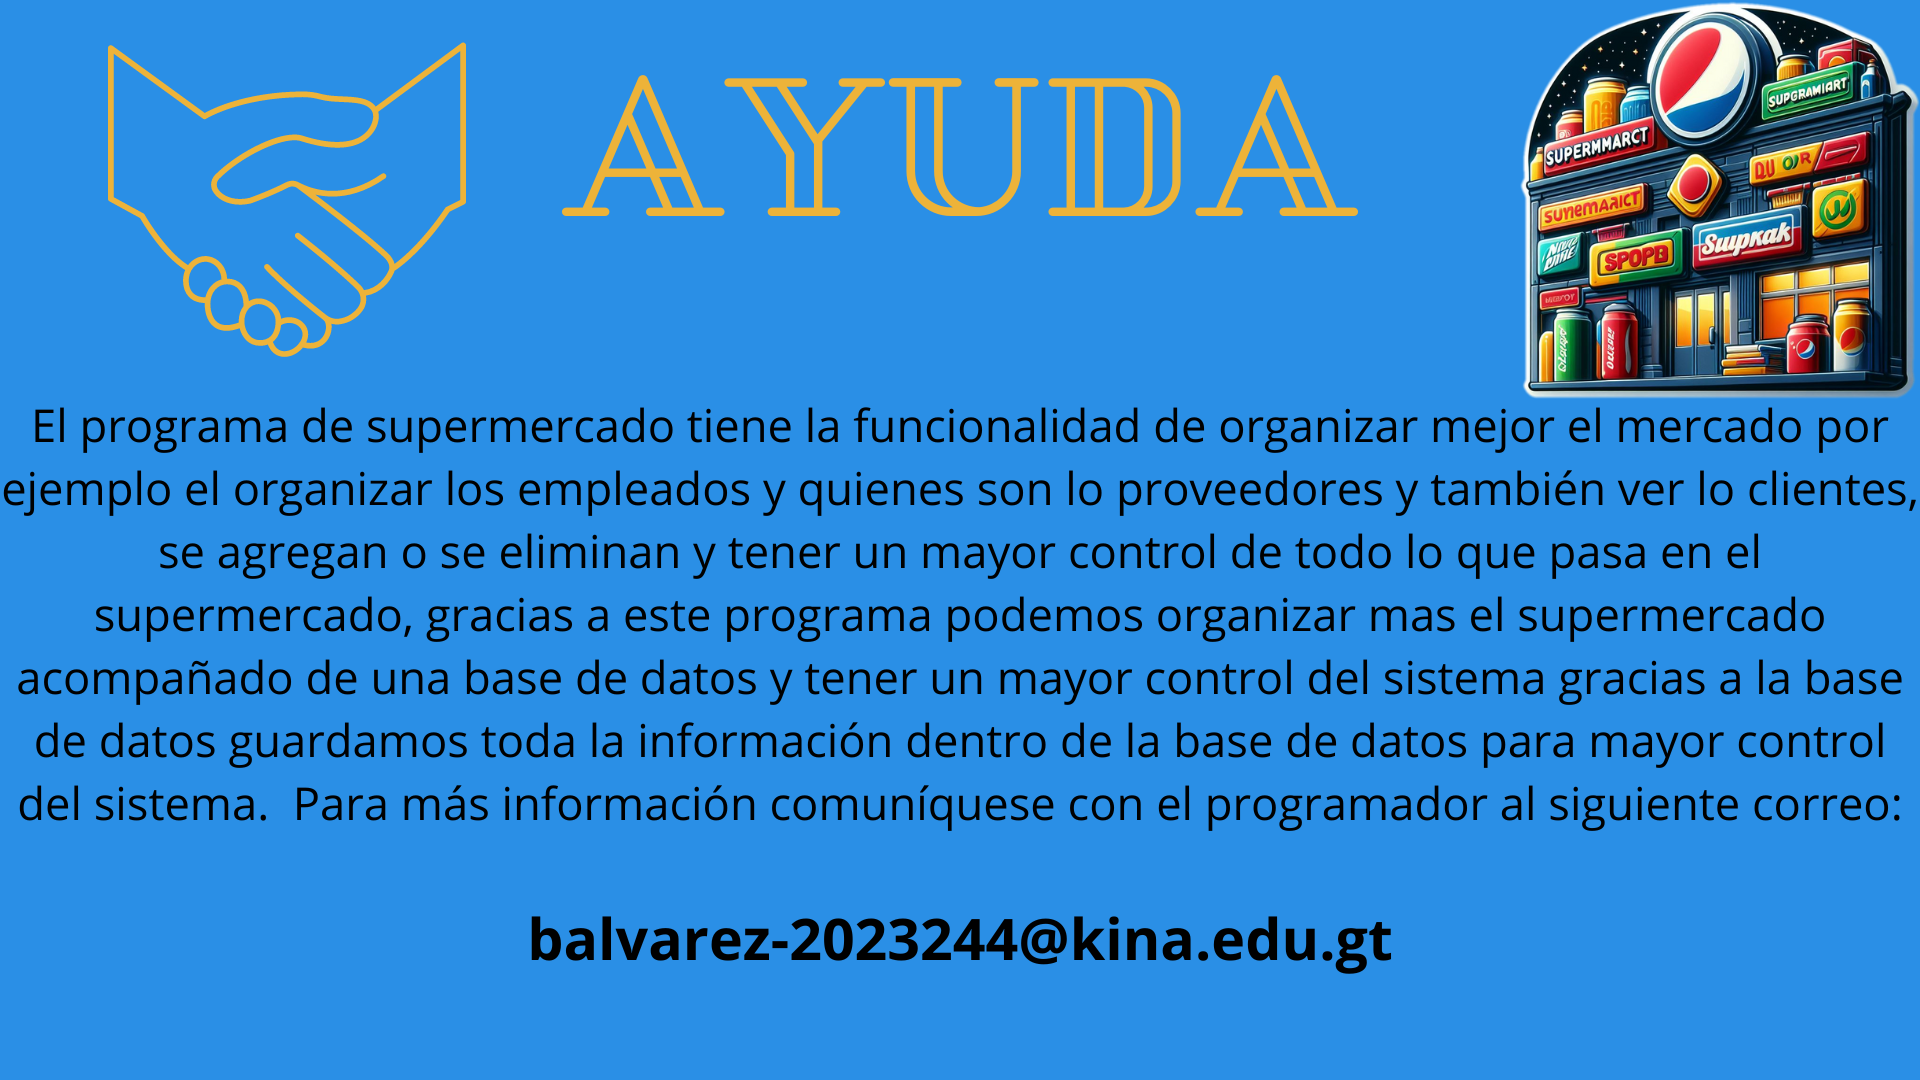 AYUDA
SUPGRAMIART
SUPERMMARCT
SPOPB
El programa de supermercado tiene la funcionalidad de organizar mejor el mercado por
ejemplo el organizar los empleados y quienes son lo proveedores y también ver lo clientes,
se agregan o se eliminan y tener un mayor control de todo lo que pasa en el
supermercado, gracias a este programa podemos organizar mas el supermercado
acompañado de una base de datos y tener un mayor control del sistema gracias a la base
de datos guardamos toda la información dentro de la base de datos para mayor control
del sistema.  Para más información comuníquese con el programador al siguiente correo:
balvarez-2023244@kina.edu.gt